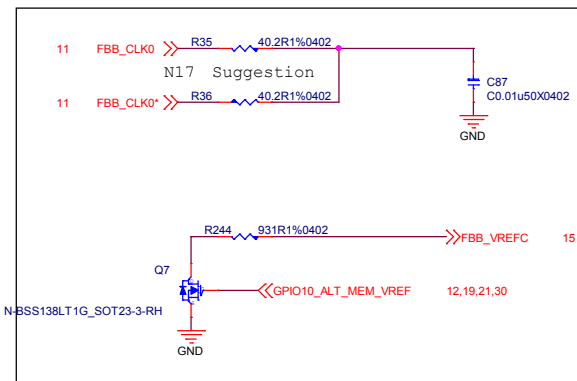 11 FBB_CLK0 R35 40.2R1%0402
N17 Suggestion
11 FBB_CLK0* R36 40.2R1%0402
C87
C0.01u50X0402
GND
R244 931R1%0402
FBB_VREFC 15
Q7
GPIO10_ALT_MEM_VREF 12,19,21,30
N-BSS138LT1G_SOT23-3-RH
GND